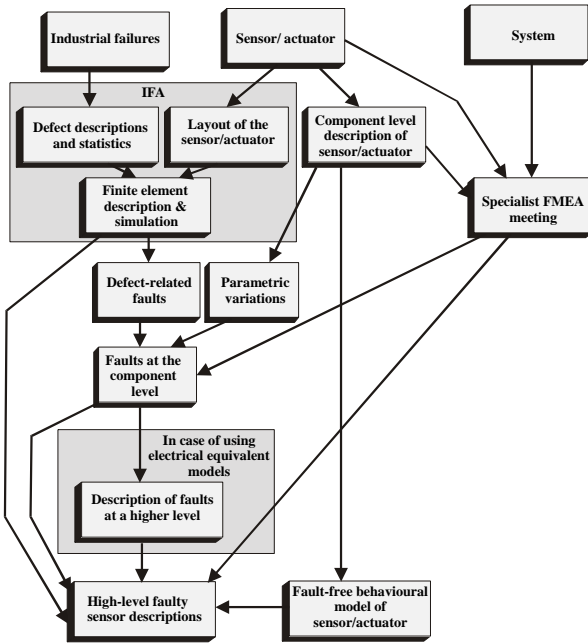 Industrial failures
Sensor/ actuator
System
IFA
Defect descriptions
and statistics
Layout of the
sensor/actuator
Component level
description of
sensor/actuator
Finite element
description &
simulation
Specialist FMEA
meeting
Defect-related
faults
Parametric
variations
Faults at the
component
level
In case of using
electrical equivalent
models
Description of faults
at a higher level
High-level faulty
sensor descriptions
Fault-free behavioural
model of
sensor/actuator